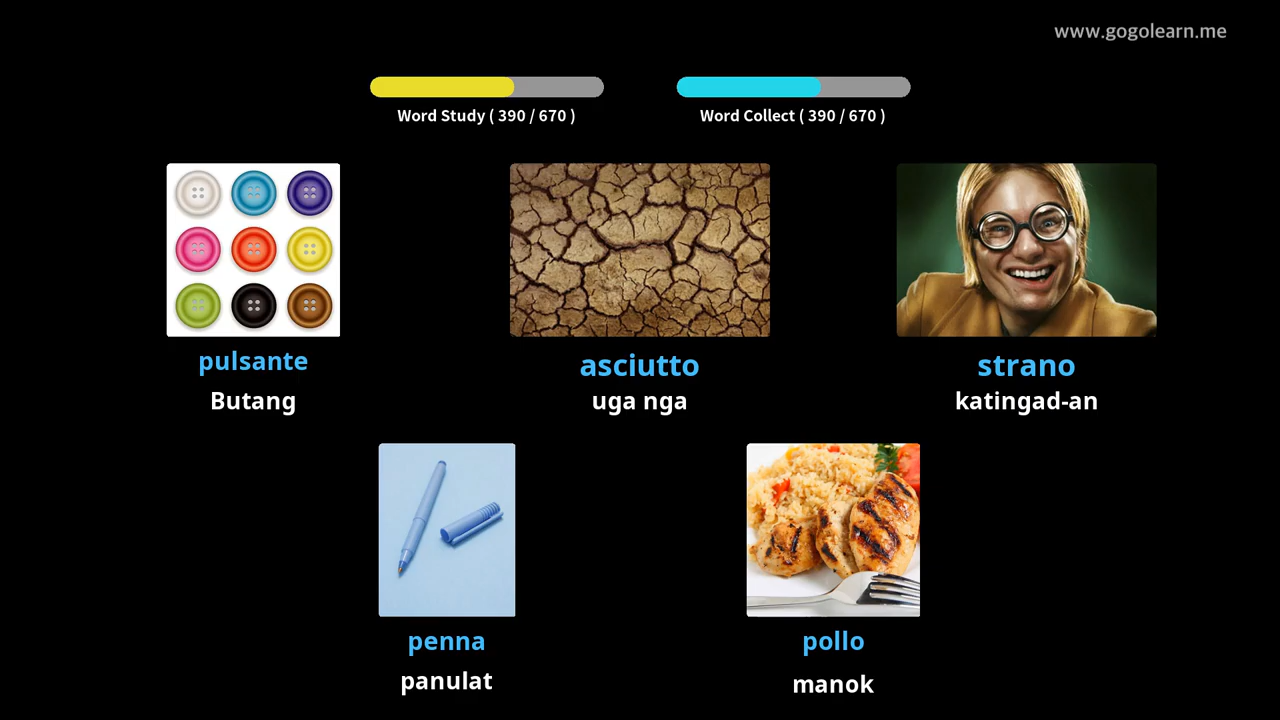 www.gogolearn.me
Word Study ( 390 / 670 )
Word Collect ( 390 / 670 )
pulsante
Butang
asciutto
uga nga
strano
katingad-an
penna
panulat
pollo
manok